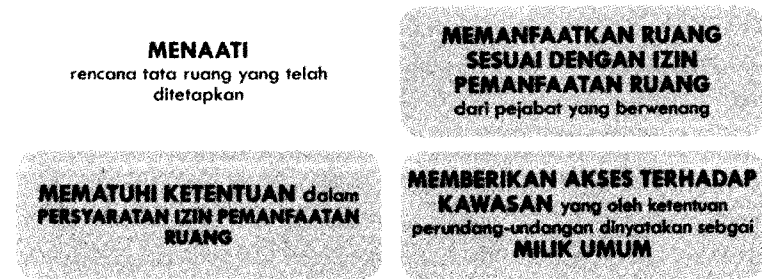 MENAATI
rencana tata ruang yang telah
ditetapkan
MEMANFAATKAN RUANG
SESUAI DENGAN IZIN
PEMANFAATAN RUANG
dari pejabat yang berwenang
MEMATUHI KETENTUAN dalam
PERSYARATAN IZIN PEMANFAATAN
RUANG
MEMBERIKAN AKSES TERHADAP
KAWASAN yang oleh ketentuan
perundang-undangan dinyatakan sebgai
MILIK UMUM